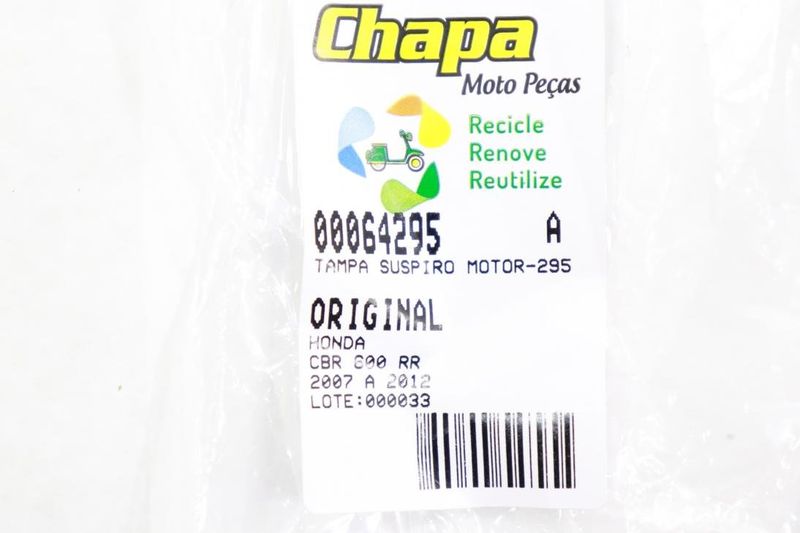 Chapa
Moto Peças
Recicle
Renove
Reutilize
00064295 A
TAMPA SUSPIRO MOTOR-295
ORIGINAL
HONDA
CBR 600 RR
2007 A 2012
LOTE:000033